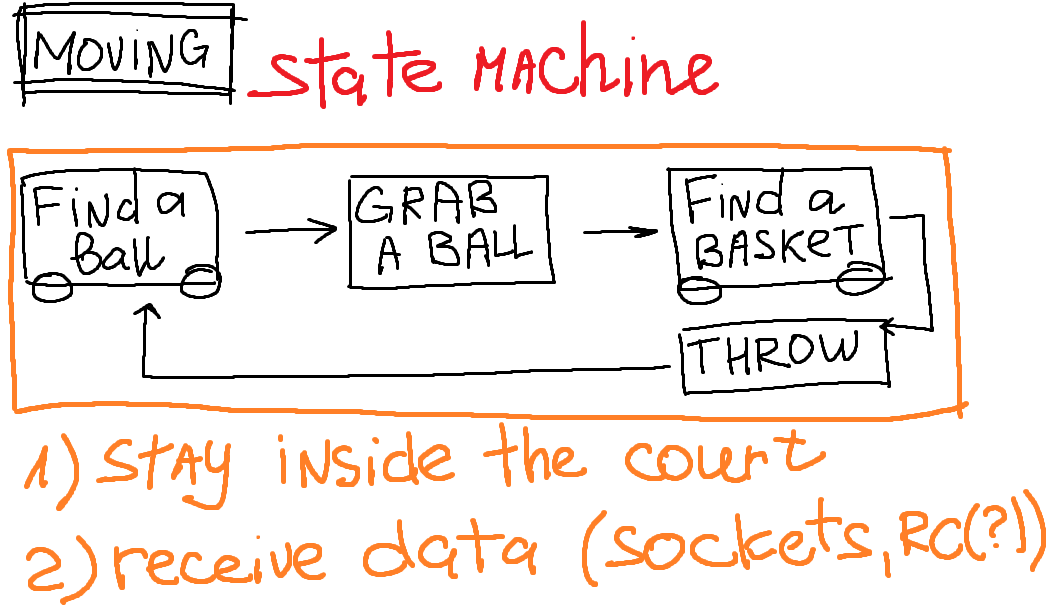 MOVING
State MAChine
Find a
Ball
GRAB
A BALL
Find a
BASKET
THROW
1) STAY inside the court
2) receive data (sockets, RC(?))